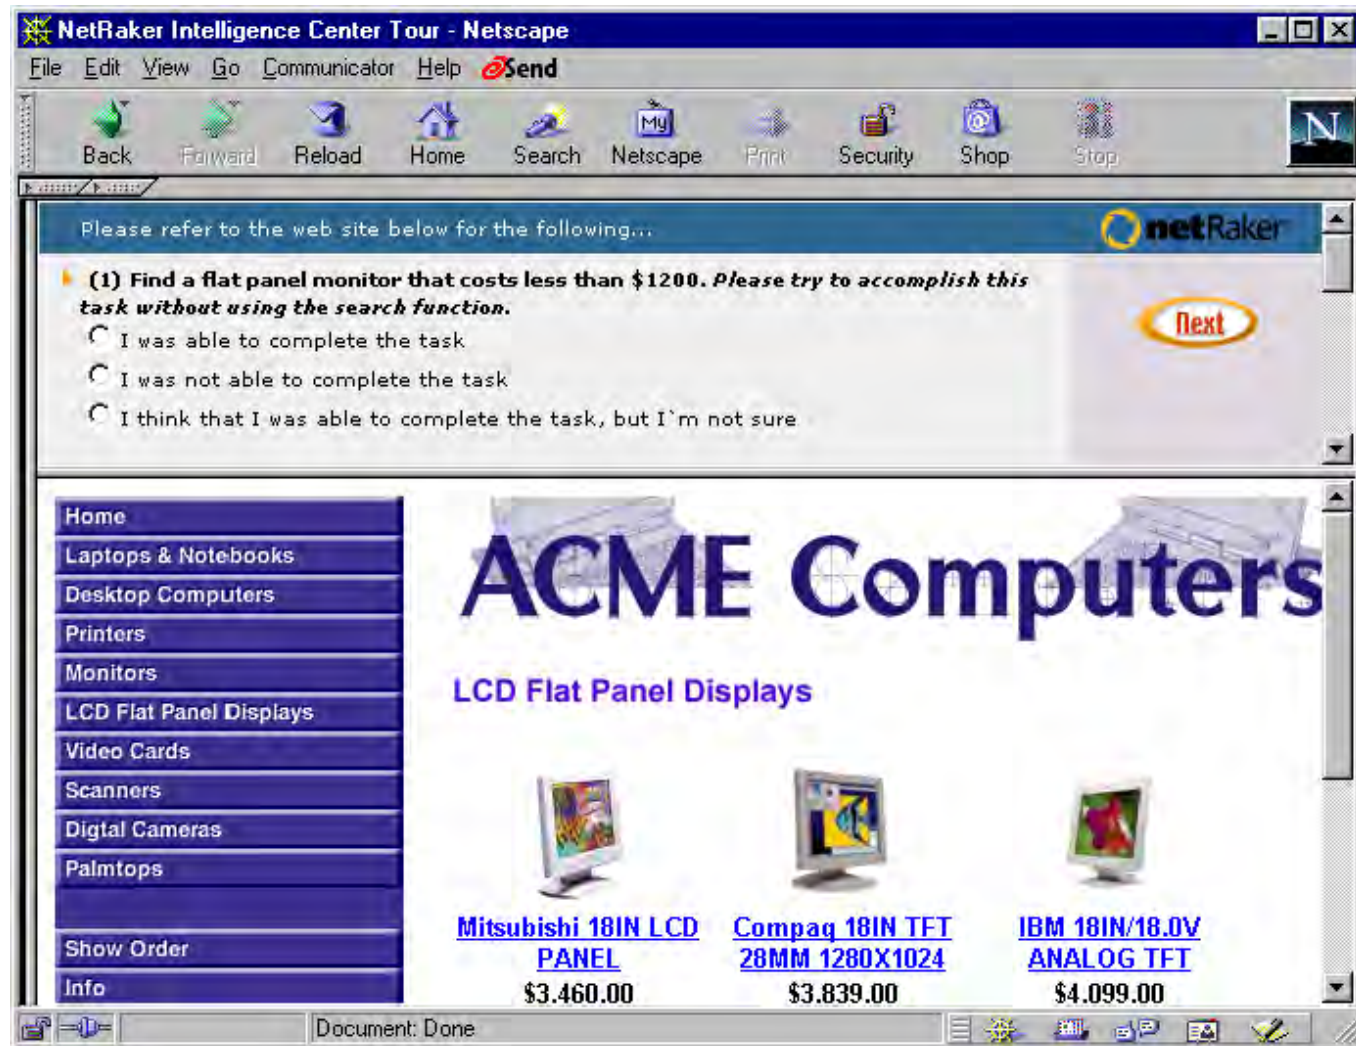 NetRaker Intelligence Center Tour - Netscape
File Edit View Go Communicator Help Send
Back Forward Reload Home Search Netscape Print Security Shop Stop
My
N
Please refer to the web site below for the following...
netRaker
(1) Find a flat panel monitor that costs less than $1200. Please try to accomplish this
task without using the search function.
Next
I was able to complete the task
I was not able to complete the task
I think that I was able to complete the task, but I`m not sure
Home
Laptops & Notebooks
Desktop Computers
Printers
Monitors
LCD Flat Panel Displays
Video Cards
Scanners
Digtal Cameras
Palmtops
Show Order
Info
ACME Computers
LCD Flat Panel Displays
Mitsubishi 18IN LCD
PANEL
$3.460.00
Compaq 18IN TFT
28MM 1280X1024
$3.839.00
IBM 18IN/18.0V
ANALOG TFT
$4.099.00
Document: Done